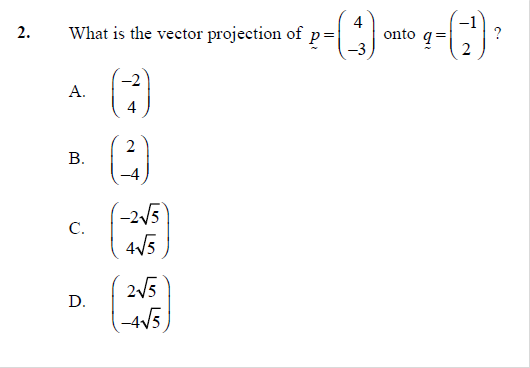 2. What is the vector projection of p = (4 −3) onto q = (−1 2) ?
A. (−2 4)
B. (2 −4)
C. (−2√5 4√5)
D. (2√5 −4√5)